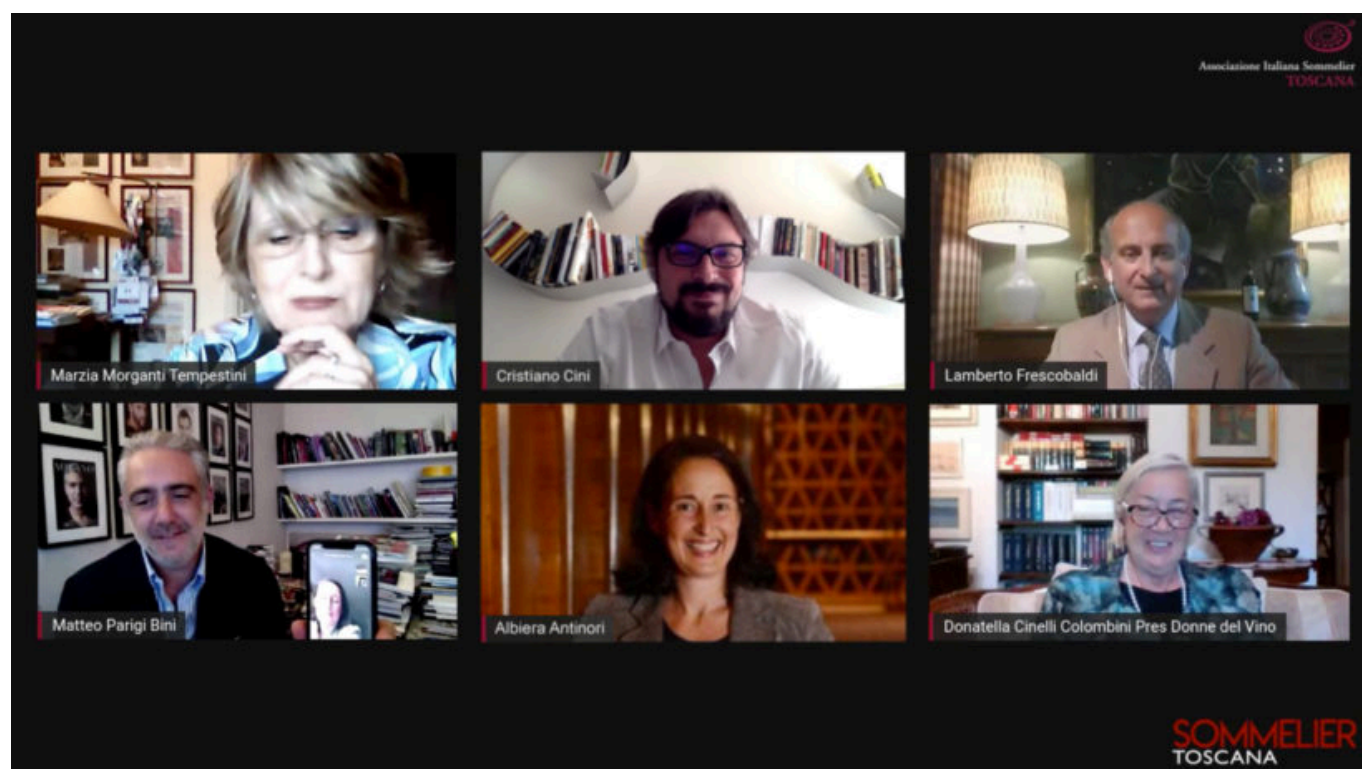 Associazione Italiana Sommelier
TOSCANA
Marzia Morganti Tempestini
Cristiano Cini
Lamberto Frescobaldi
Matteo Parigi Bini
Albiera Antinori
Donatella Cinelli Colombini Pres Donne del Vino
SOMMELIER
TOSCANA